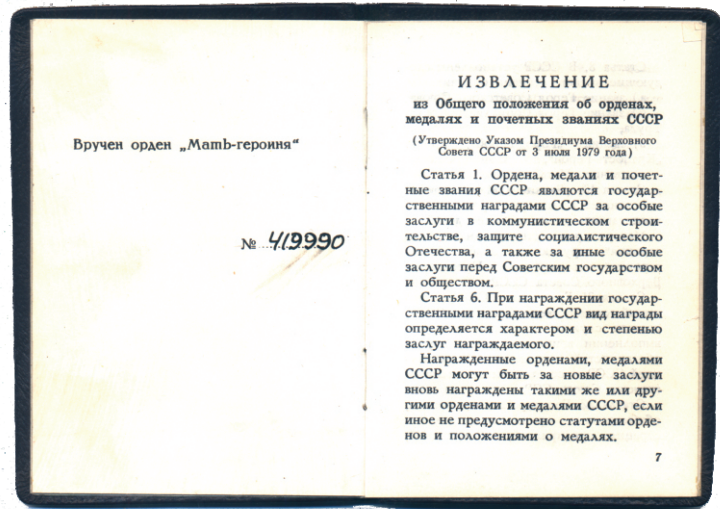 Вручен орден „Мать-героиня“
№ 419990
ИЗВЛЕЧЕНИЕ
из Общего положения об орденах,
медалях и почетных званиях СССР
(Утверждено Указом Президиума Верховного
Совета СССР от 3 июля 1979 года)
Статья 1. Ордена, медали и почет-
ные звания СССР являются государ-
ственными наградами СССР за особые
заслуги в коммунистическом строи-
тельстве, защите социалистического
Отечества, а также за иные особые
заслуги перед Советским государством
и обществом.
Статья 6. При награждении государ-
ственными наградами СССР вид награды
определяется характером и степенью
заслуг награждаемого.
Награжденные орденами, медалями
СССР могут быть за новые заслуги
вновь награждены такими же или дру-
гими орденами и медалями СССР, если
иное не предусмотрено статутами орде-
нов и положениями о медалях.
7